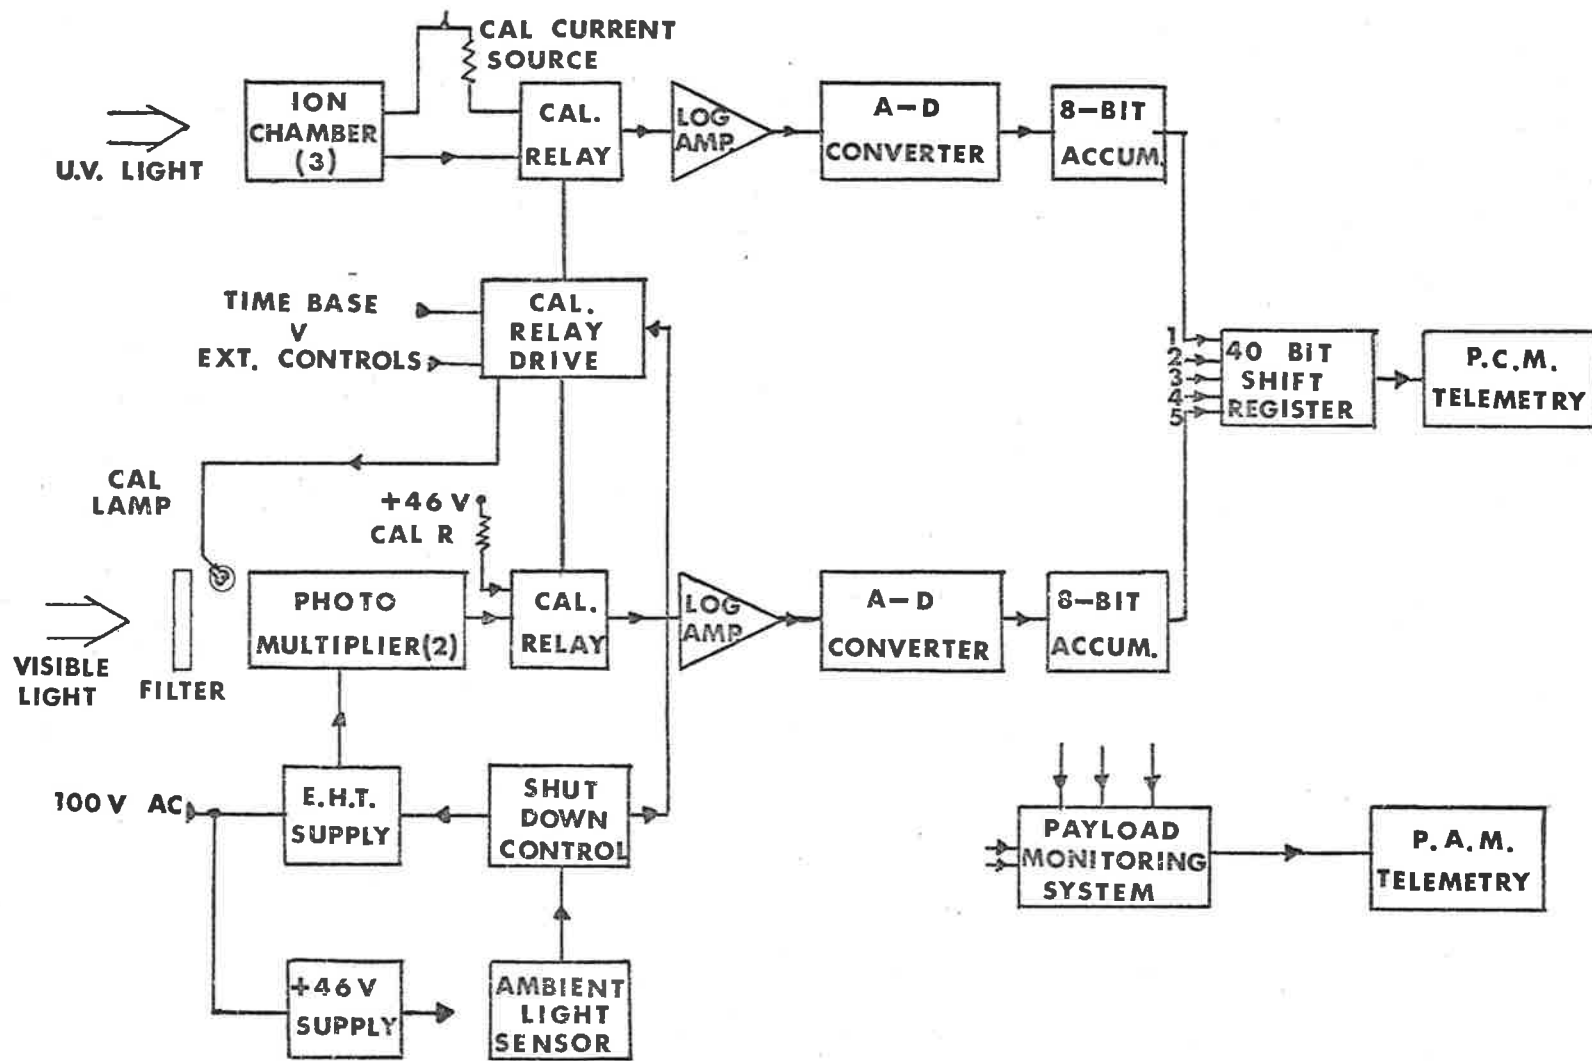 CAL CURRENT
SOURCE
U.V. LIGHT
ION
CHAMBER
(3)
CAL.
RELAY
LOG
AMP.
A-D
CONVERTER
8-BIT
ACCUM.
TIME BASE
V
EXT. CONTROLS
CAL.
RELAY
DRIVE
1
2
3
4
5
40 BIT
SHIFT
REGISTER
P.C.M.
TELEMETRY
CAL
LAMP
+46 V
CAL R
VISIBLE
LIGHT
FILTER
PHOTO
MULTIPLIER(2)
CAL.
RELAY
LOG
AMP
A-D
CONVERTER
8-BIT
ACCUM.
100 V AC
E.H.T.
SUPPLY
SHUT
DOWN
CONTROL
PAYLOAD
MONITORING
SYSTEM
P.A.M.
TELEMETRY
+46 V
SUPPLY
AMBIENT
LIGHT
SENSOR